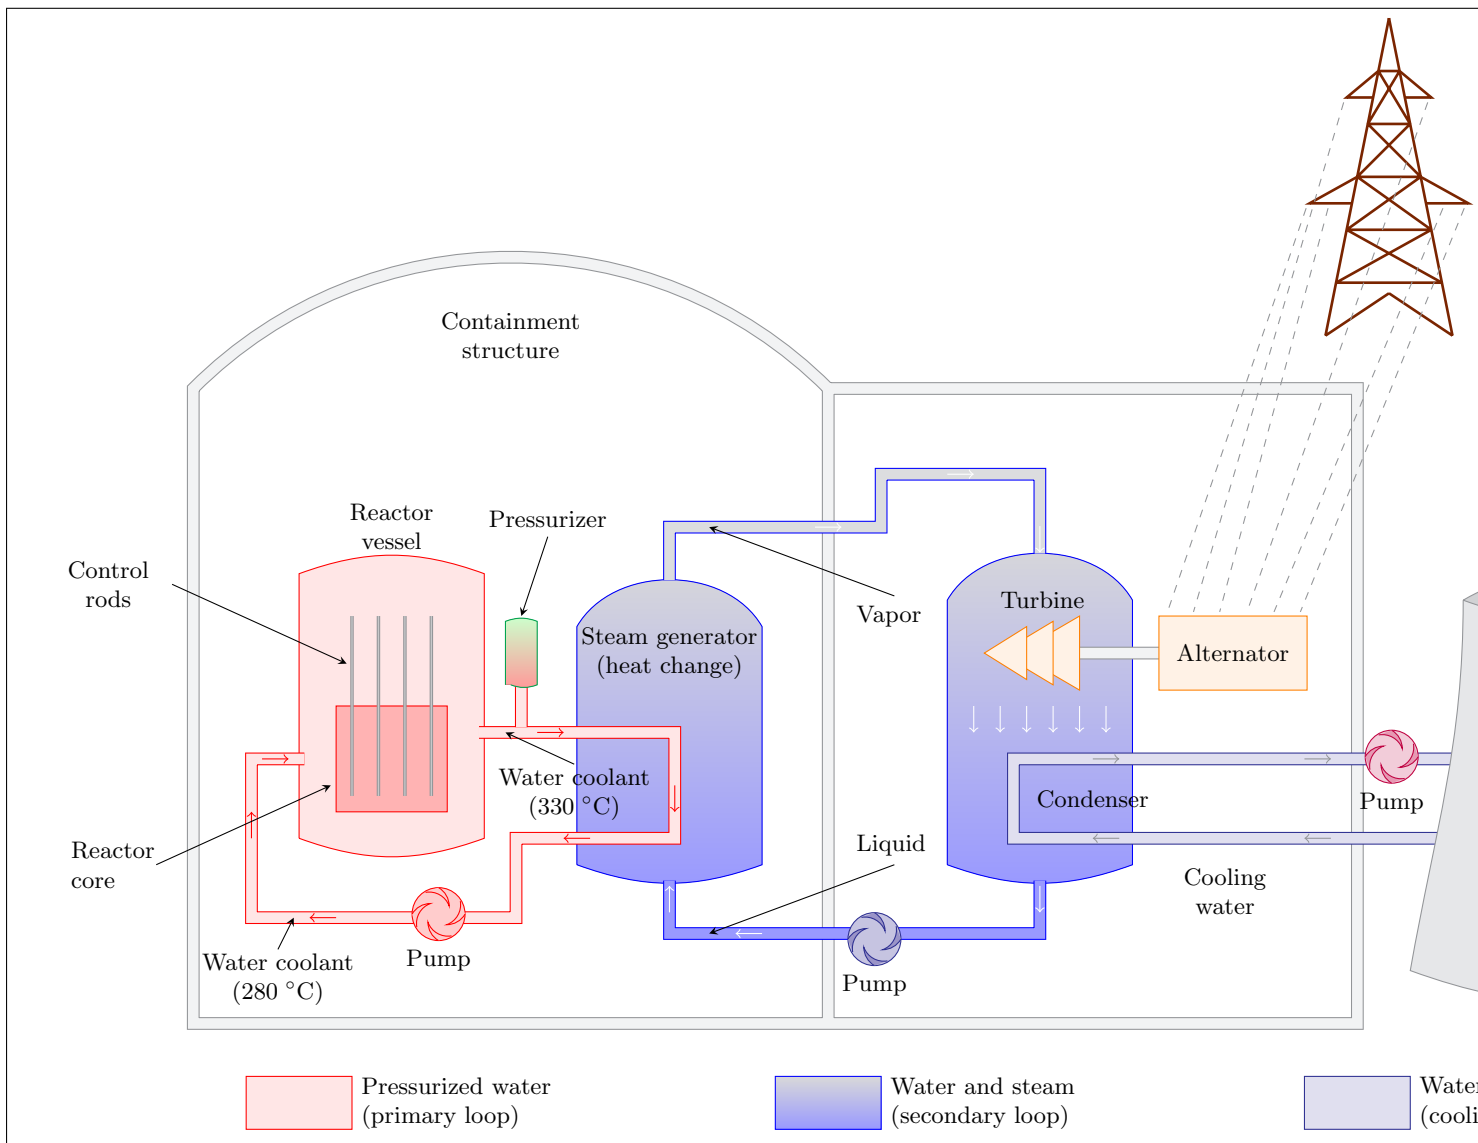 Containment
structure
Reactor
vessel
Pressurizer
Control
rods
Steam generator
(heat change)
Vapor
Turbine
Alternator
Water coolant
(330 °C)
Condenser
Pump
Reactor
core
Liquid
Cooling
water
Water coolant
(280 °C)
Pump
Pump
Pressurized water
(primary loop)
Water and steam
(secondary loop)
Water